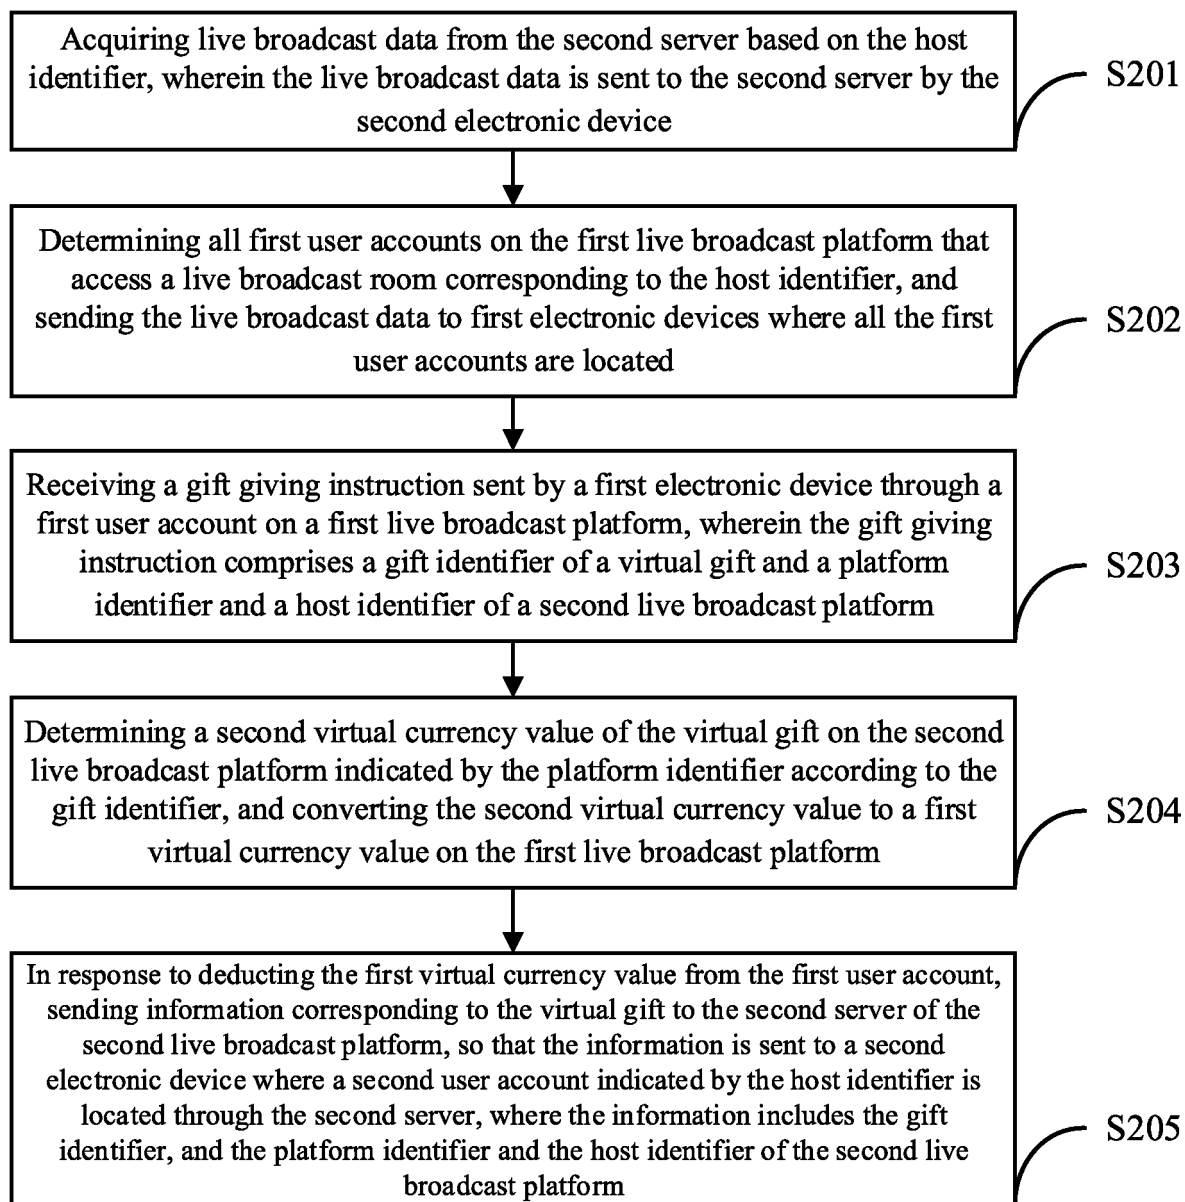 Acquiring live broadcast data from the second server based on the host
identifier, wherein the live broadcast data is sent to the second server by the
second electronic device
S201
Determining all first user accounts on the first live broadcast platform that
access a live broadcast room corresponding to the host identifier, and
sending the live broadcast data to first electronic devices where all the first
user accounts are located
S202
Receiving a gift giving instruction sent by a first electronic device through a
first user account on a first live broadcast platform, wherein the gift giving
instruction comprises a gift identifier of a virtual gift and a platform
identifier and a host identifier of a second live broadcast platform
S203
Determining a second virtual currency value of the virtual gift on the second
live broadcast platform indicated by the platform identifier according to the
gift identifier, and converting the second virtual currency value to a first
virtual currency value on the first live broadcast platform
S204
In response to deducting the first virtual currency value from the first user account,
sending information corresponding to the virtual gift to the second server of the
second live broadcast platform, so that the information is sent to a second
electronic device where a second user account indicated by the host identifier is
located through the second server, where the information includes the gift
identifier, and the platform identifier and the host identifier of the second live
broadcast platform
S205